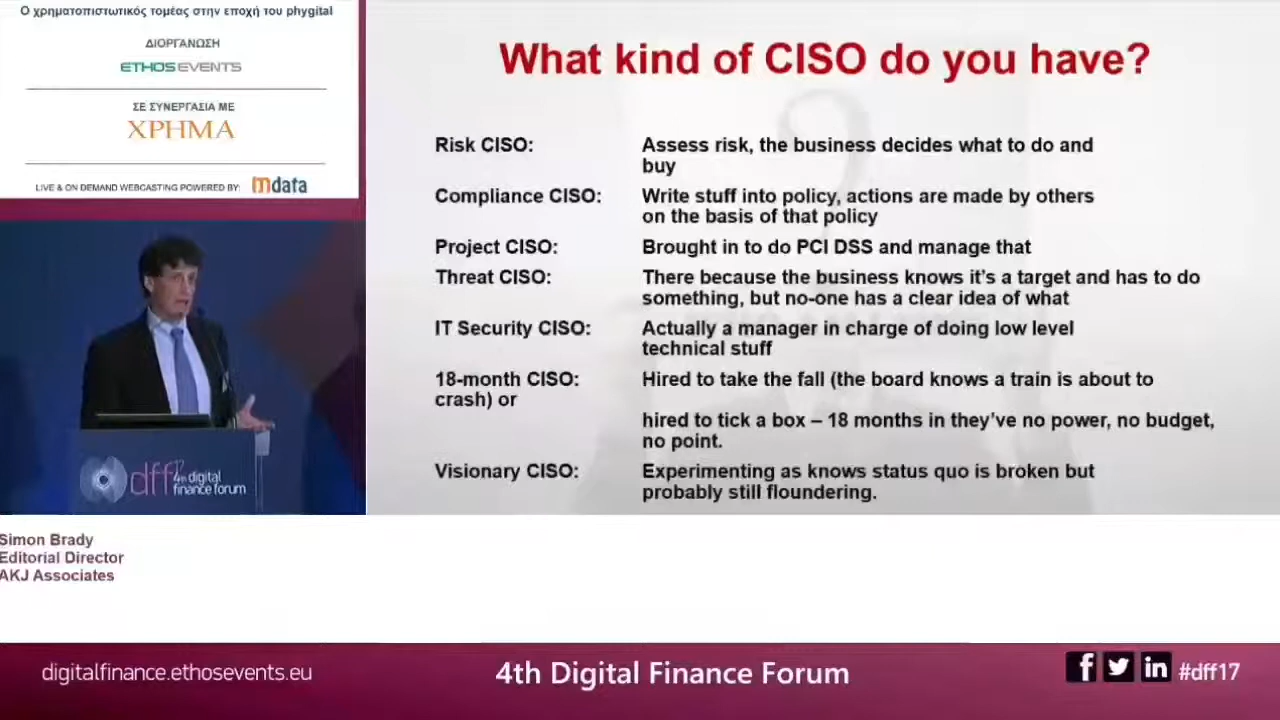 Ο χρηματοπιστωτικός τομέας στην εποχή του phygital
ΔΙΟΡΓΑΝΩΣΗ
ETHOSEVENTS
ΣΕ ΣΥΝΕΡΓΑΣΙΑ ΜΕ
ΧΡΗΜΑ
LIVE & ON DEMAND WEBCASTING POWERED BY: mdata
What kind of CISO do you have?
Risk CISO: Assess risk, the business decides what to do and
buy
Compliance CISO: Write stuff into policy, actions are made by others
on the basis of that policy
Project CISO: Brought in to do PCI DSS and manage that
Threat CISO: There because the business knows it's a target and has to do
something, but no-one has a clear idea of what
IT Security CISO: Actually a manager in charge of doing low level
technical stuff
18-month CISO: Hired to take the fall (the board knows a train is about to
crash) or
hired to tick a box – 18 months in they've no power, no budget,
no point.
Visionary CISO: Experimenting as knows status quo is broken but
probably still floundering.
dff17 4th digital
finance forum
Simon Brady
Editorial Director
AKJ Associates
digitalfinance.ethosevents.eu
4th Digital Finance Forum
#dff17